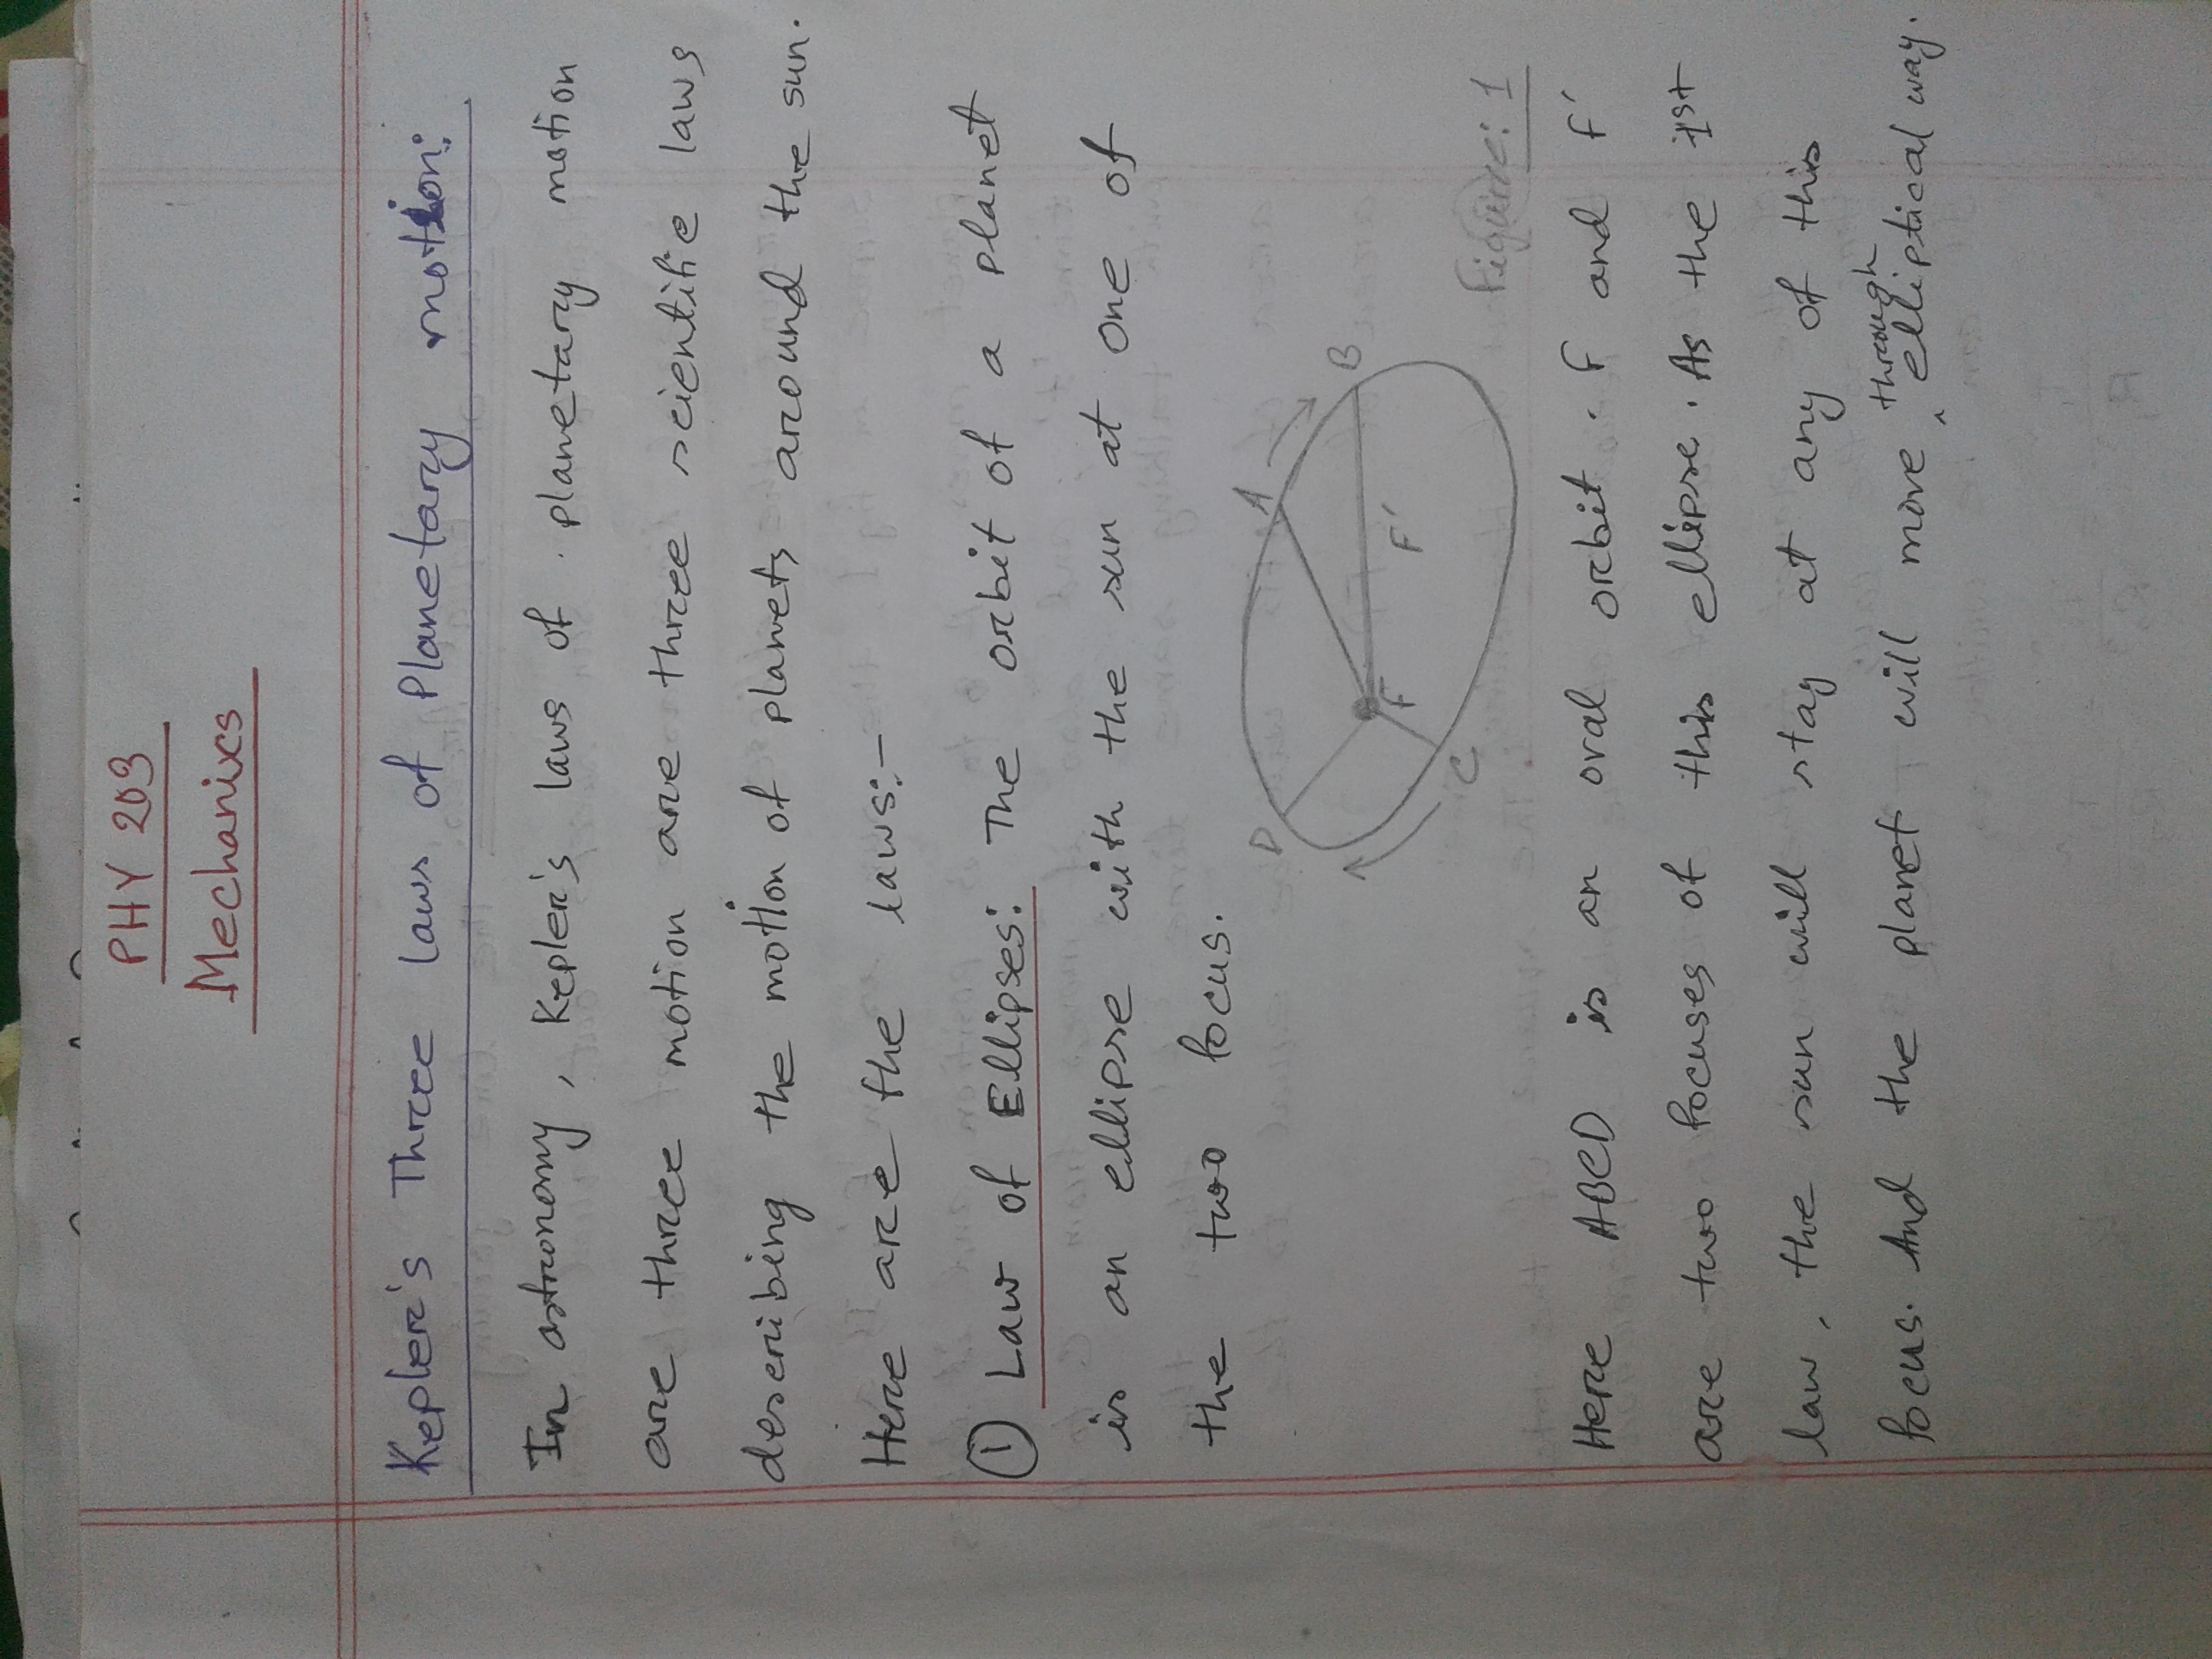 PHY 203
Mechanixs
Kepler's Three laws of Planetary motion:
In astronomy, Kepler's laws of planetary motion
are three motion are three scientific laws
describing the motion of planets around the sun.
Here are the laws:-
① Law of Ellipses: The orbit of a planet
is an ellipse with the sun at one of
the two focus.
D A
B
F F'
C
Figure: 1
Here ABCD is an oval orbit. F and F'
are two focuses of this ellipse. As the 1st
law, the sun will stay at any of this
focus. And the planet will move through elliptical way.